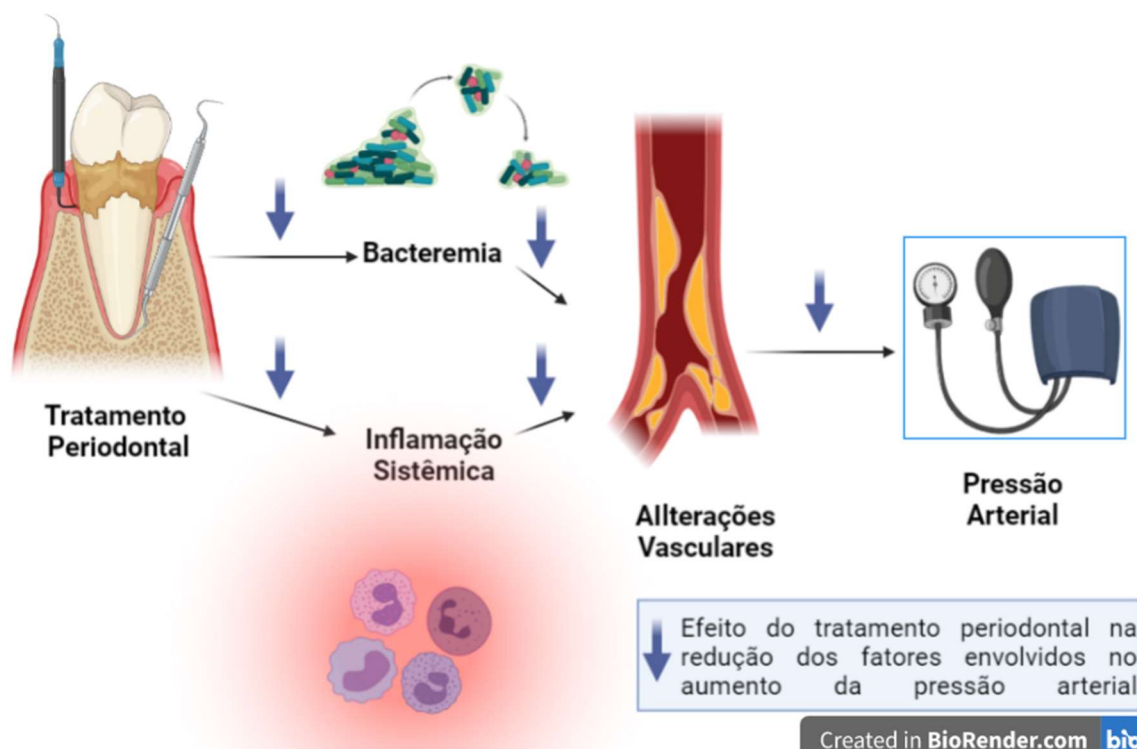 Bacteremia
Tratamento
Periodontal
Inflamação
Sistêmica
Allterações
Vasculares
Pressão
Arterial
Efeito do tratamento periodontal na
redução dos fatores envolvidos no
aumento da pressão arterial
Created in BioRender.com bio